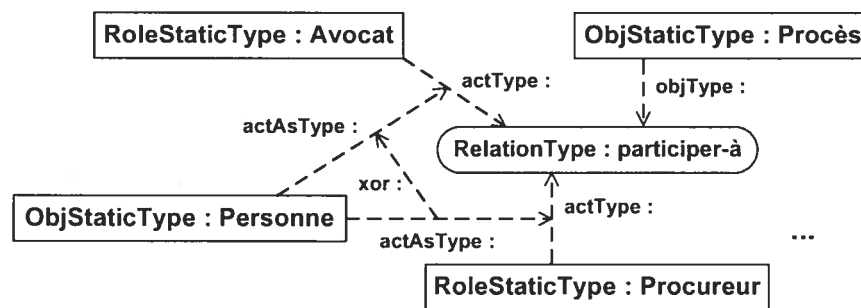 RoleStaticType : Avocat
ObjStaticType : Procès
actType :
objType :
actAsType :
RelationType : participer-à
xor :
ObjStaticType : Personne
actType :
actAsType :
...
RoleStaticType : Procureur